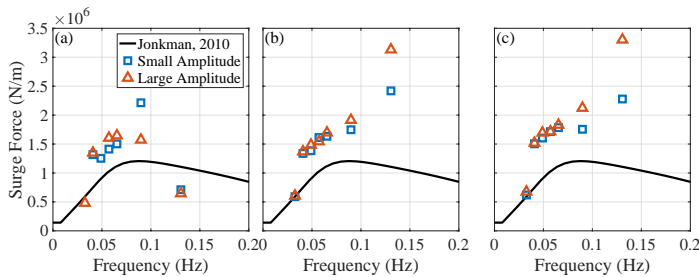 × 10⁶
(a)
(b)
(c)
Jonkman, 2010
Small Amplitude
Large Amplitude
Surge Force (N/m)
3.5
3
2.5
2
1.5
1
0.5
0
0 0.05 0.1 0.15 0.2
0 0.05 0.1 0.15 0.2
0 0.05 0.1 0.15 0.2
Frequency (Hz)
Frequency (Hz)
Frequency (Hz)